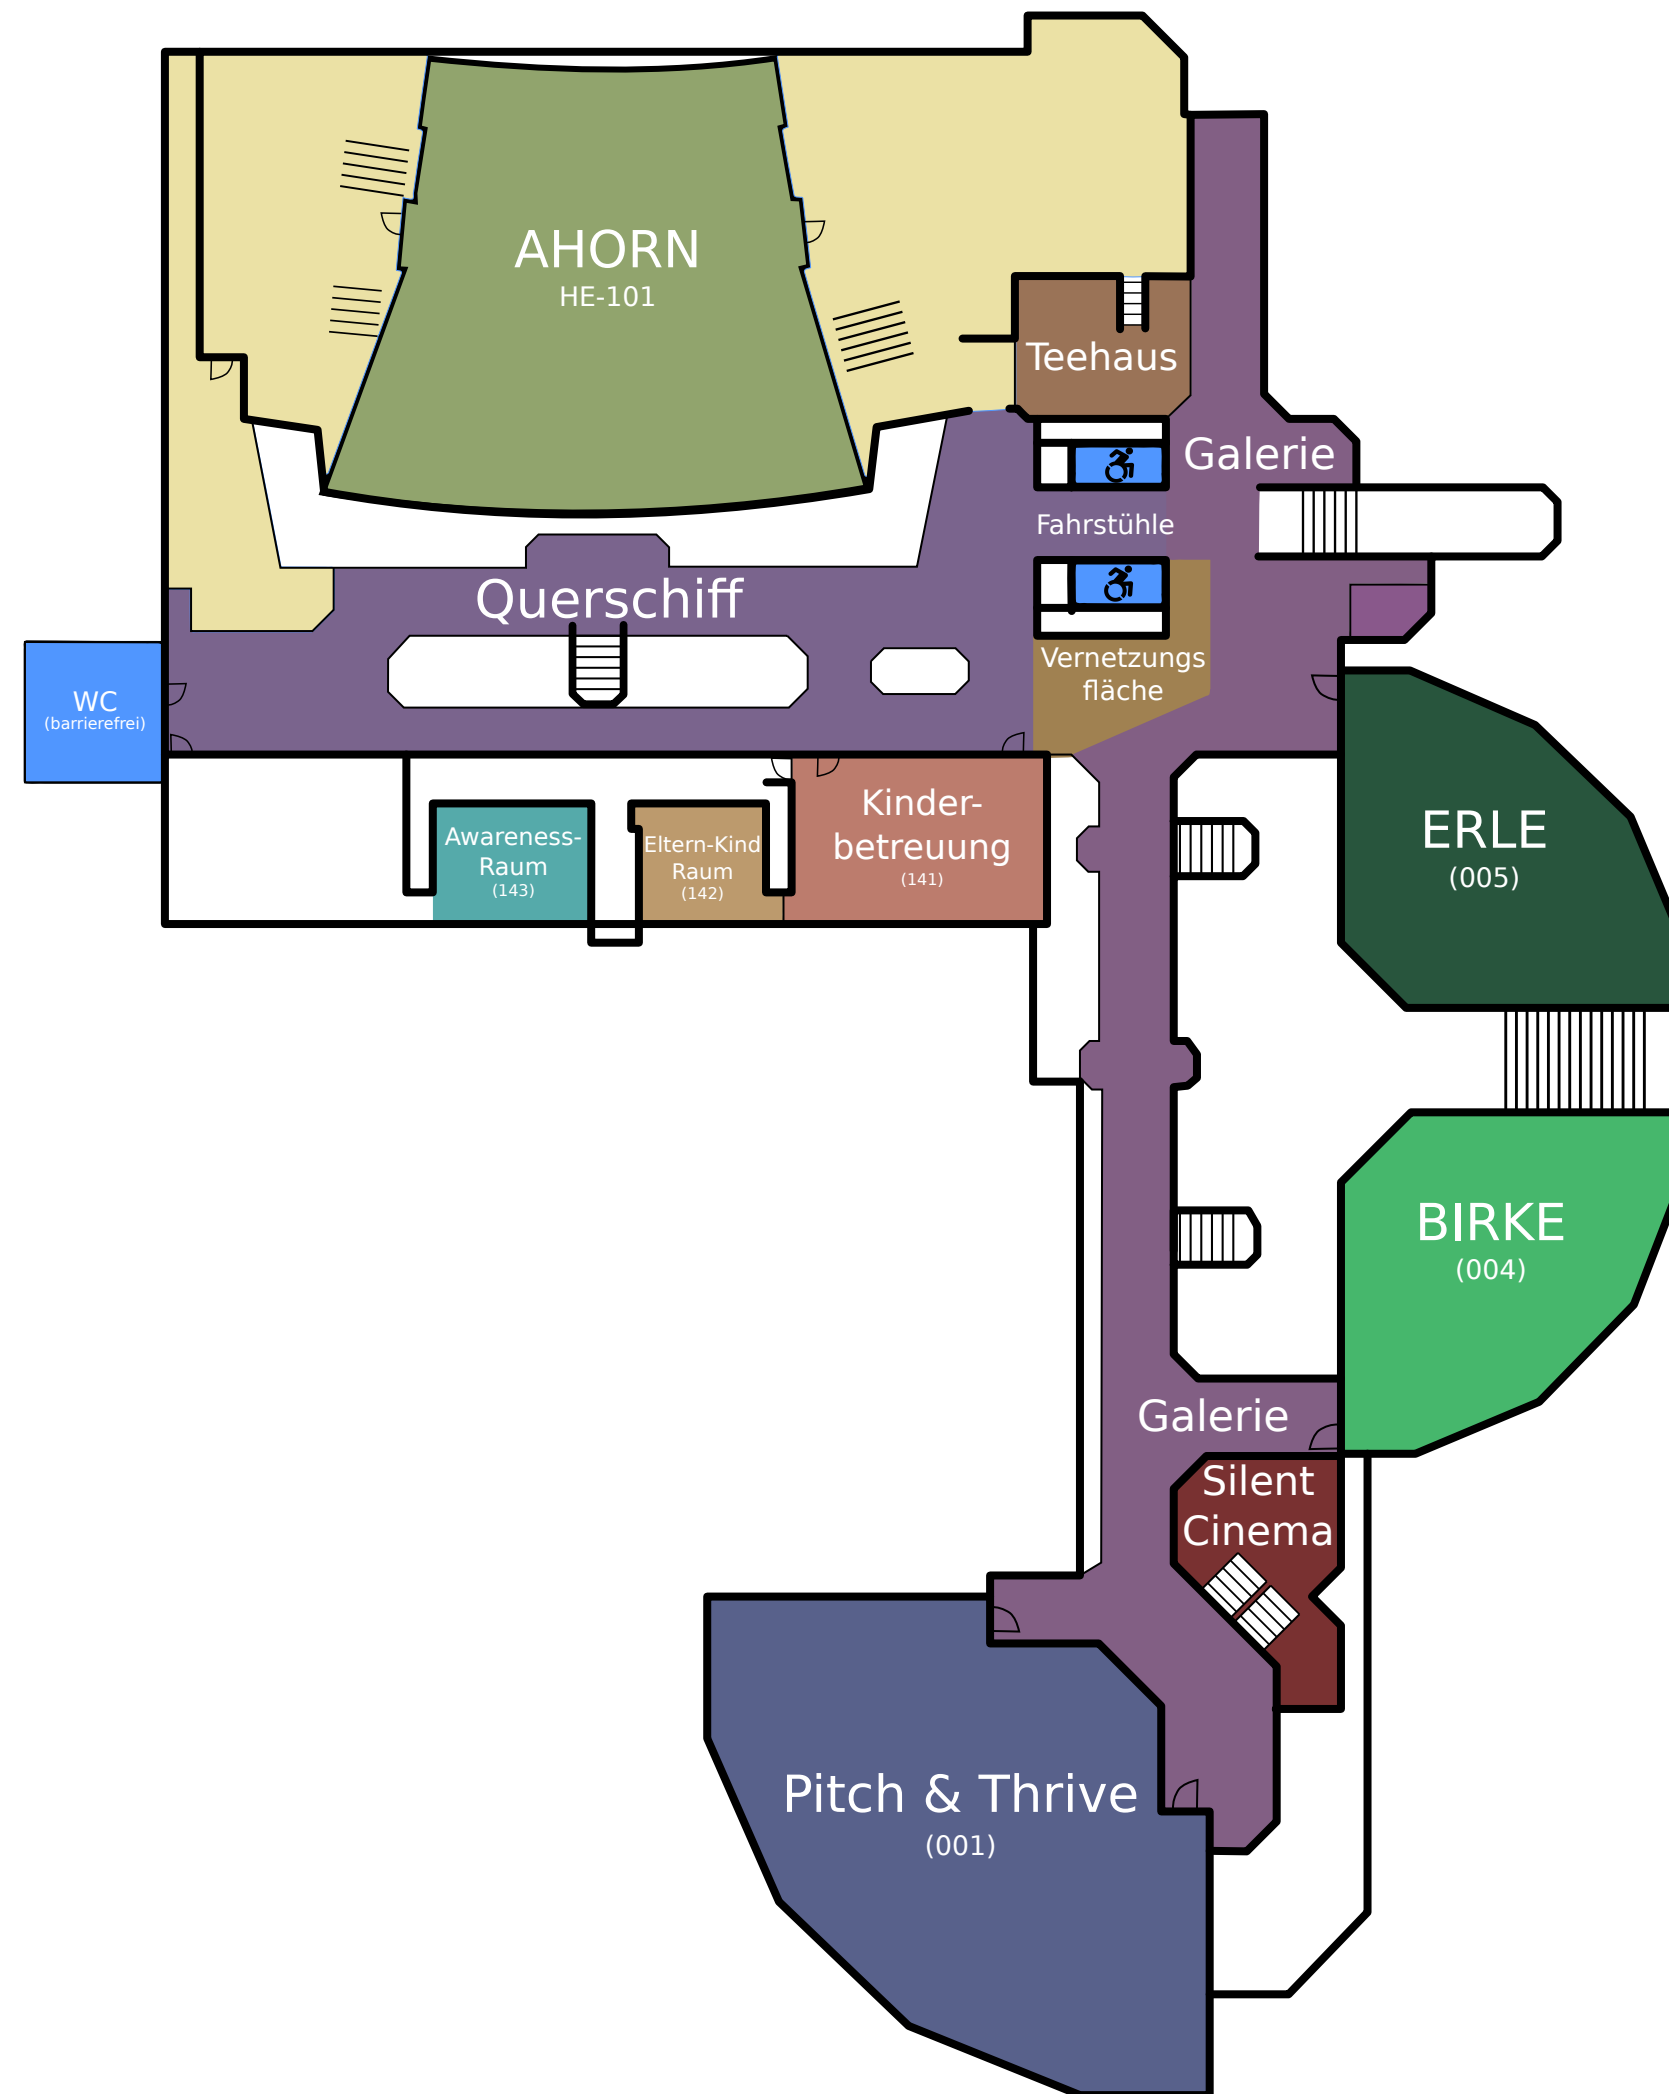 AHORN
HE-101
Teehaus
Galerie
Fahrstühle
Querschiff
Vernetzungs
fläche
WC
(barrierefrei)
Awareness-
Raum
(143)
Eltern-Kind
Raum
(142)
Kinder-
betreuung
(141)
ERLE
(005)
BIRKE
(004)
Galerie
Silent
Cinema
Pitch & Thrive
(001)